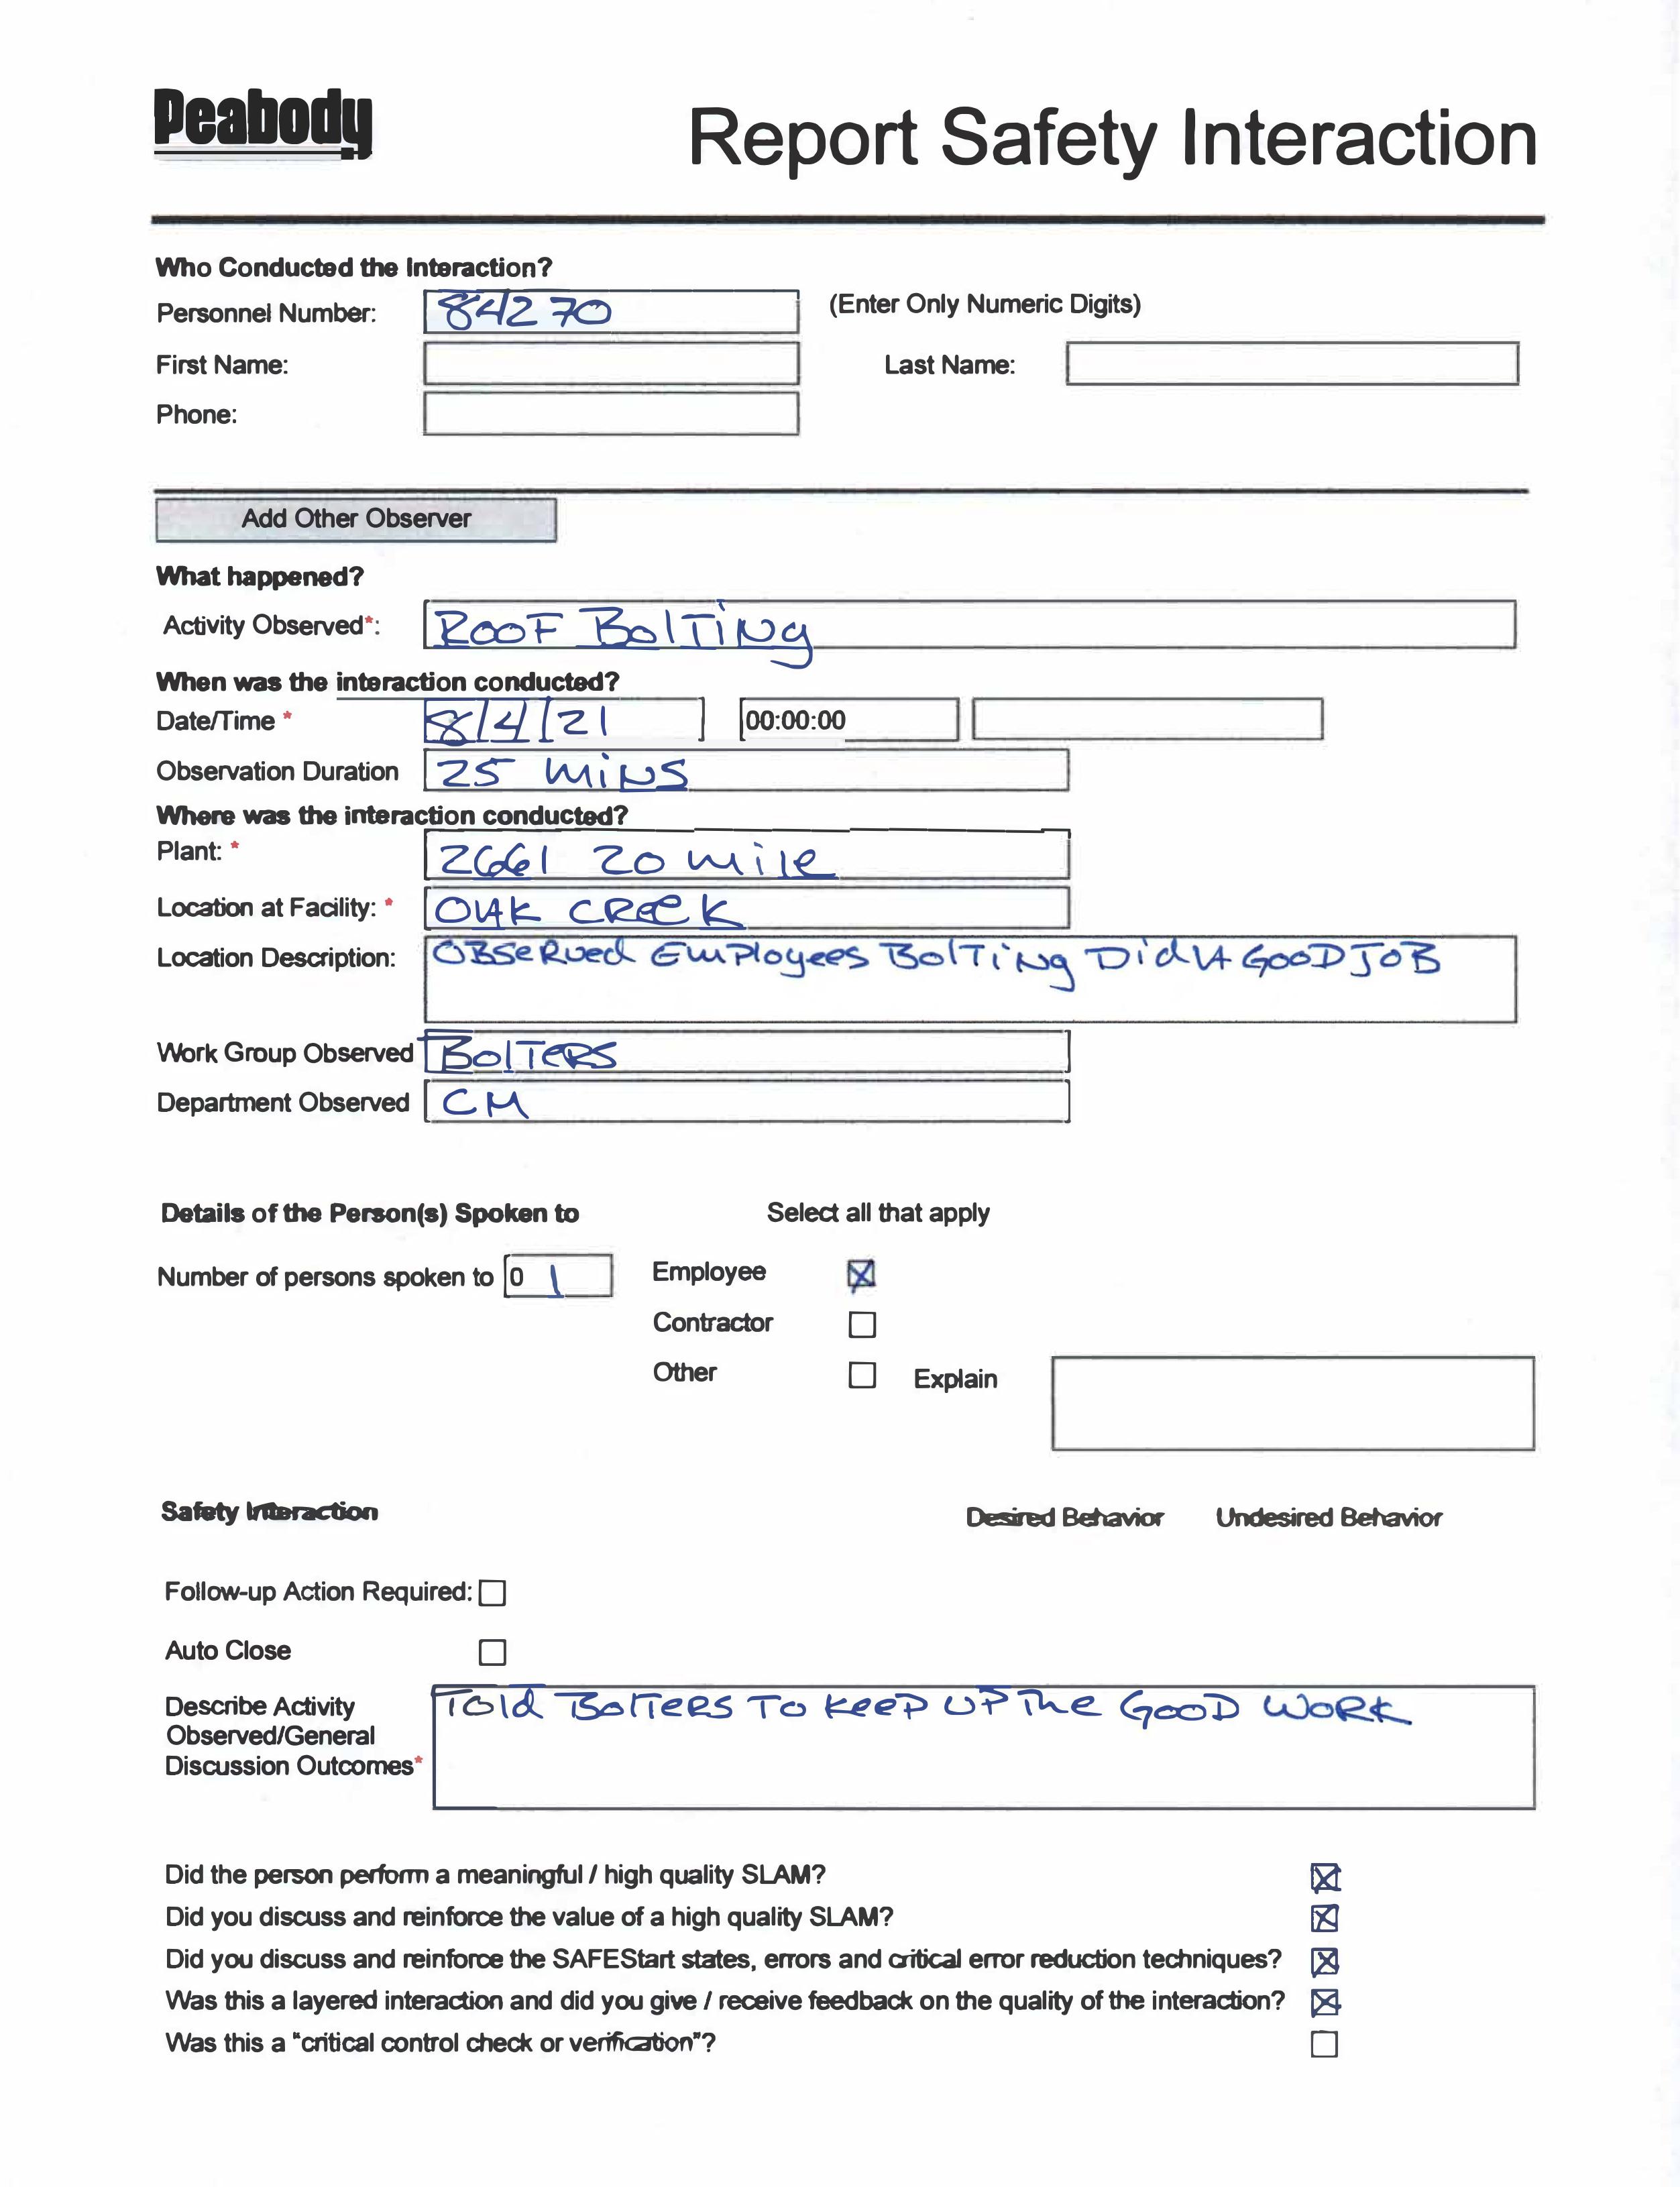 Peabody
Report Safety Interaction
Who Conducted the Interaction?
Personnel Number: 84270 (Enter Only Numeric Digits)
First Name: Last Name:
Phone:
Add Other Observer
What happened?
Activity Observed*: ROOF BolTiNg
When was the interaction conducted?
Date/Time * 8/4/21 00:00:00
Observation Duration 25 MiNS
Where was the interaction conducted?
Plant: * 2661 20 mile
Location at Facility: * OAK CReeK
Location Description: OBSeRved EmPloyees BolTiNg Did A GOOD JOB
Work Group Observed BolTeRS
Department Observed CM
Details of the Person(s) Spoken to Select all that apply
Number of persons spoken to 0 1 Employee
Contractor
Other Explain
Safety Interaction Desired Behavior Undesired Behavior
Follow-up Action Required:
Auto Close
Describe Activity Told BolTeRS TO KeeP UP The GOOD WORK
Observed/General
Discussion Outcomes*
Did the person perform a meaningful / high quality SLAM?
Did you discuss and reinforce the value of a high quality SLAM?
Did you discuss and reinforce the SAFEStart states, errors and critical error reduction techniques?
Was this a layered interaction and did you give / receive feedback on the quality of the interaction?
Was this a "critical control check or verification"?